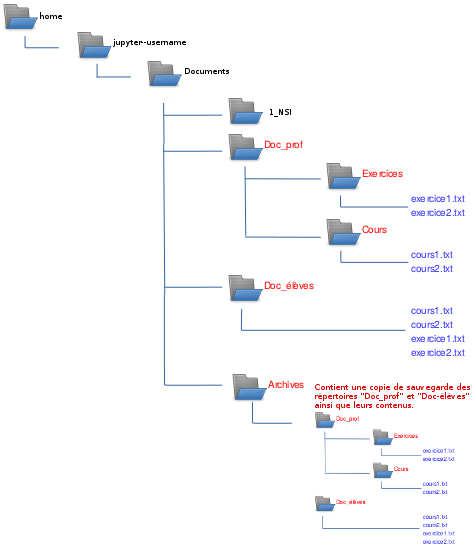 home
jupyter-username
Documents
1_NSI
Doc_prof
Exercices
exercice1.txt
exercice2.txt
Cours
cours1.txt
cours2.txt
Doc_élèves
cours1.txt
cours2.txt
exercice1.txt
exercice2.txt
Archives
Contient une copie de sauvegarde des
répertoires "Doc_prof" et "Doc-élèves"
ainsi que leurs contenus.
Doc_prof
Exercices
exercice1.txt
exercice2.txt
Cours
cours1.txt
cours2.txt
Doc_élèves
cours1.txt
cours2.txt
exercice1.txt
exercice2.txt